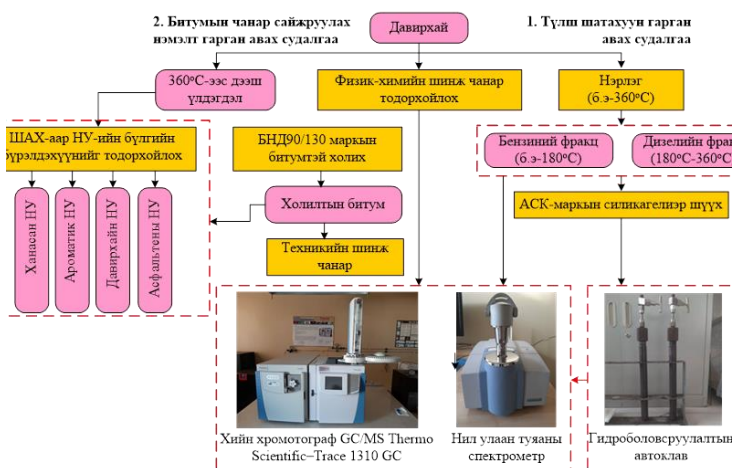 2. Битумын чанар сайжруулах
нэмэлт гарган авах судалгаа
Давирхай
1. Түлш шатахуун гарган
авах судалгаа
360°С-ээс дээш
үлдэгдэл
Физик-химийн шинж чанар
тодорхойлох
Нэрлэг
(б.э-360°С)
ШАХ-аар НУ-ийн бүлгийн
бүрэлдэхүүнийг тодорхойлох
БНД90/130 маркын
битумтэй холих
Бензиний фракц
(б.э-180°С)
Дизелийн фрак
(180°С-360°С
Холилтын битум
АСК-маркын силикагелиэр шүүх
Техникийн шинж
чанар
Ханасан НУ
Ароматик НУ
Давирхайн НУ
Асфальтены НУ
Хийн хромотограф GC/MS Thermo
Scientific–Trace 1310 GC
Нил улаан туяаны
спектрометр
Гидроболовсруулалтын
автоклав